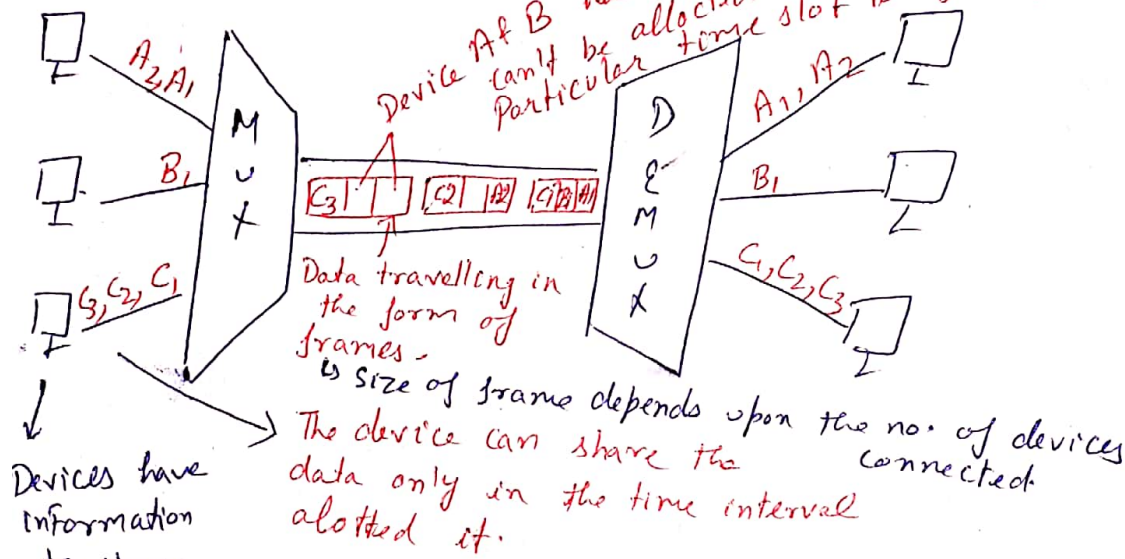 Device A & B
can't be
Particular time slot
A2, A1
M
U
X
B1
C3, C2, C1
C3
C2 A2
C1 B1 A1
D
E
M
U
X
A1, A2
B1
C1, C2, C3
Data travelling in
the form of
frames.
↳ Size of frame depends upon the no. of devices
connected.
The device can share the
data only in the time interval
alotted it.
Devices have
information